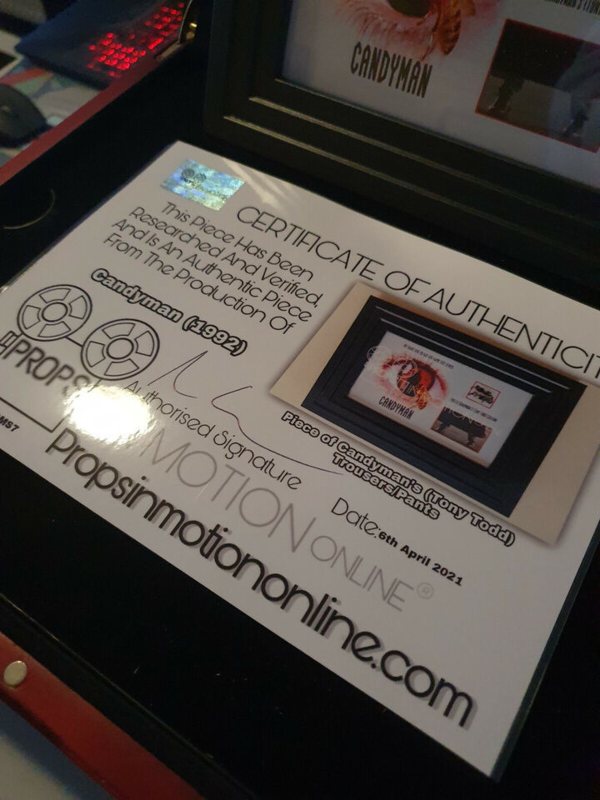 CANDYMAN
CERTIFICATE OF AUTHENTICIT
This Piece Has Been
Researched And Verified,
And Is An Authentic Piece
From The Production Of
Candyman (1992)
PROPS
Authorised Signature
MOTION ONLINE®
Propsinmotiononline.com
CANDYMAN
Piece of Candyman's (Tony Todd)
Trousers/Pants
Date: 6th April 2021